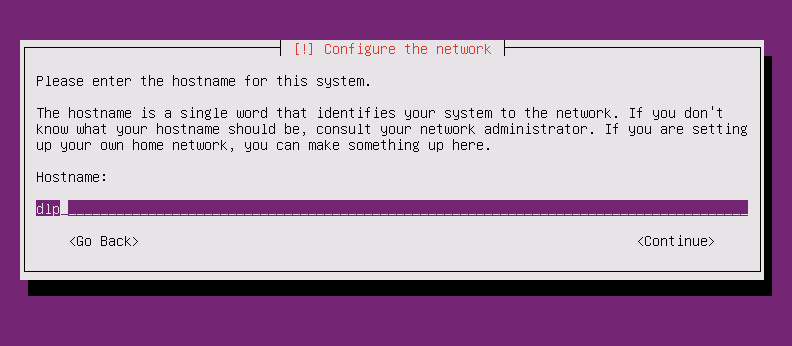 [!] Configure the network
Please enter the hostname for this system.
The hostname is a single word that identifies your system to the network. If you don't
know what your hostname should be, consult your network administrator. If you are setting
up your own home network, you can make something up here.
Hostname:
dlp
<Go Back> <Continue>